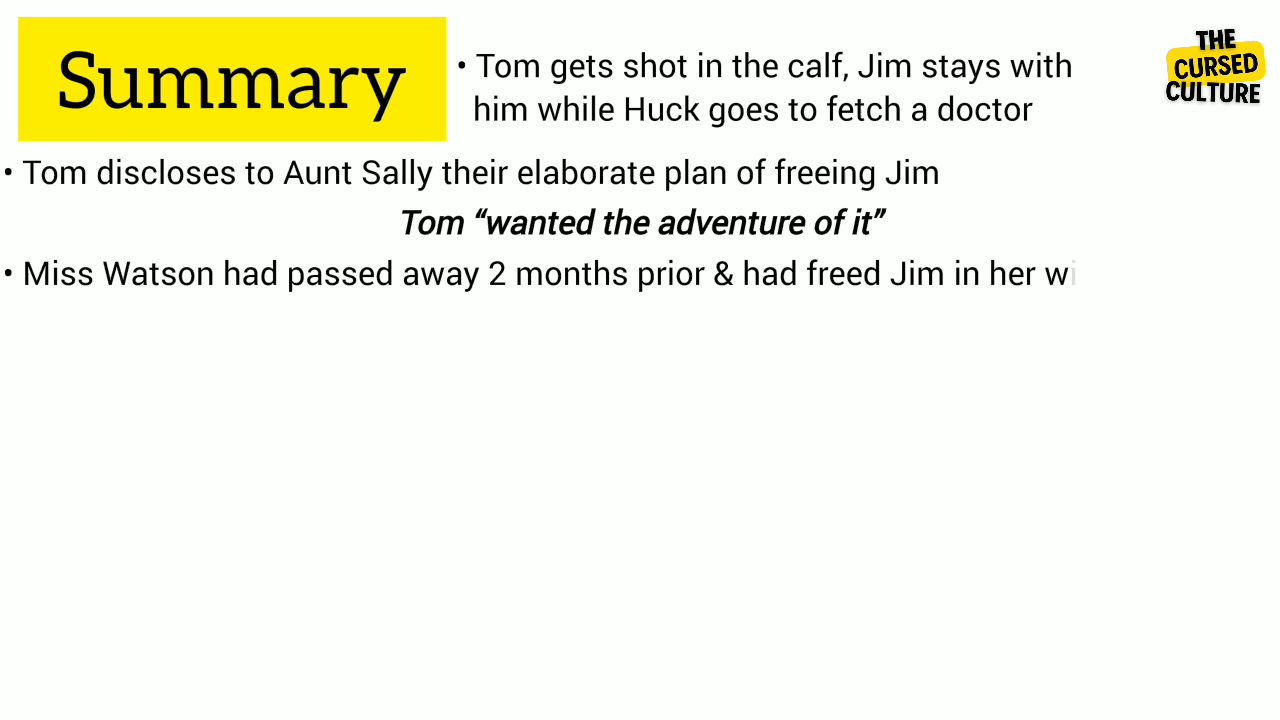 Summary
• Tom gets shot in the calf, Jim stays with
him while Huck goes to fetch a doctor
THE
CURSED
CULTURE
• Tom discloses to Aunt Sally their elaborate plan of freeing Jim
Tom “wanted the adventure of it”
• Miss Watson had passed away 2 months prior & had freed Jim in her wi